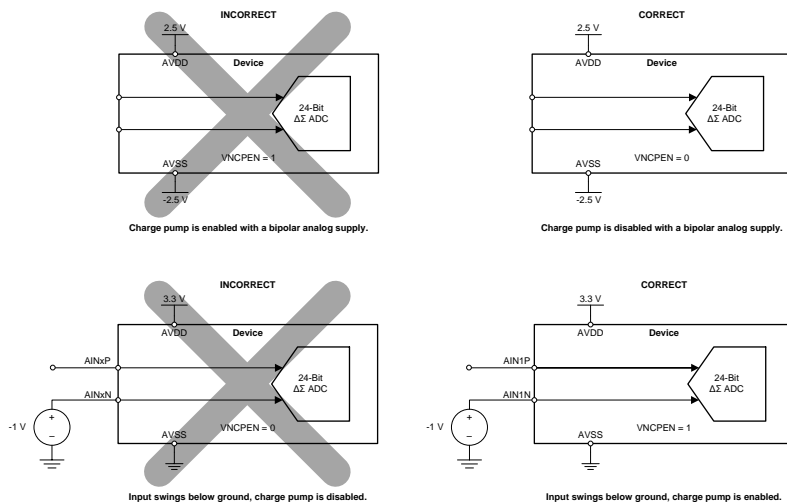 INCORRECT
2.5 V
AVDD
Device
24-Bit
ΔΣ ADC
AVSS
VNCPEN = 1
-2.5 V
Charge pump is enabled with a bipolar analog supply.
CORRECT
2.5 V
AVDD
Device
24-Bit
ΔΣ ADC
AVSS
VNCPEN = 0
-2.5 V
Charge pump is disabled with a bipolar analog supply.
INCORRECT
3.3 V
AVDD
Device
AINxP
24-Bit
ΔΣ ADC
AINxN
-1 V
+
–
AVSS
VNCPEN = 0
Input swings below ground, charge pump is disabled.
CORRECT
3.3 V
AVDD
Device
AIN1P
24-Bit
ΔΣ ADC
AIN1N
-1 V
+
–
AVSS
VNCPEN = 1
Input swings below ground, charge pump is enabled.